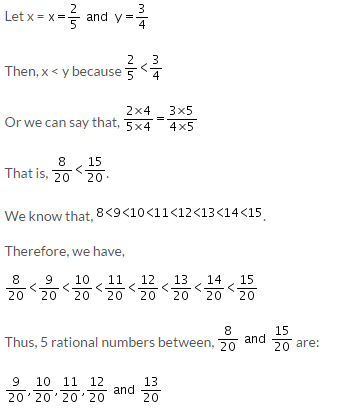 Let x = x = 2/5 and y = 3/4
Then, x < y because 2/5 < 3/4
Or we can say that, 2×4/5×4 = 3×5/4×5
That is, 8/20 < 15/20.
We know that, 8<9<10<11<12<13<14<15.
Therefore, we have,
8/20 < 9/20 < 10/20 < 11/20 < 12/20 < 13/20 < 14/20 < 15/20
Thus, 5 rational numbers between, 8/20 and 15/20 are:
9/20, 10/20, 11/20, 12/20 and 13/20